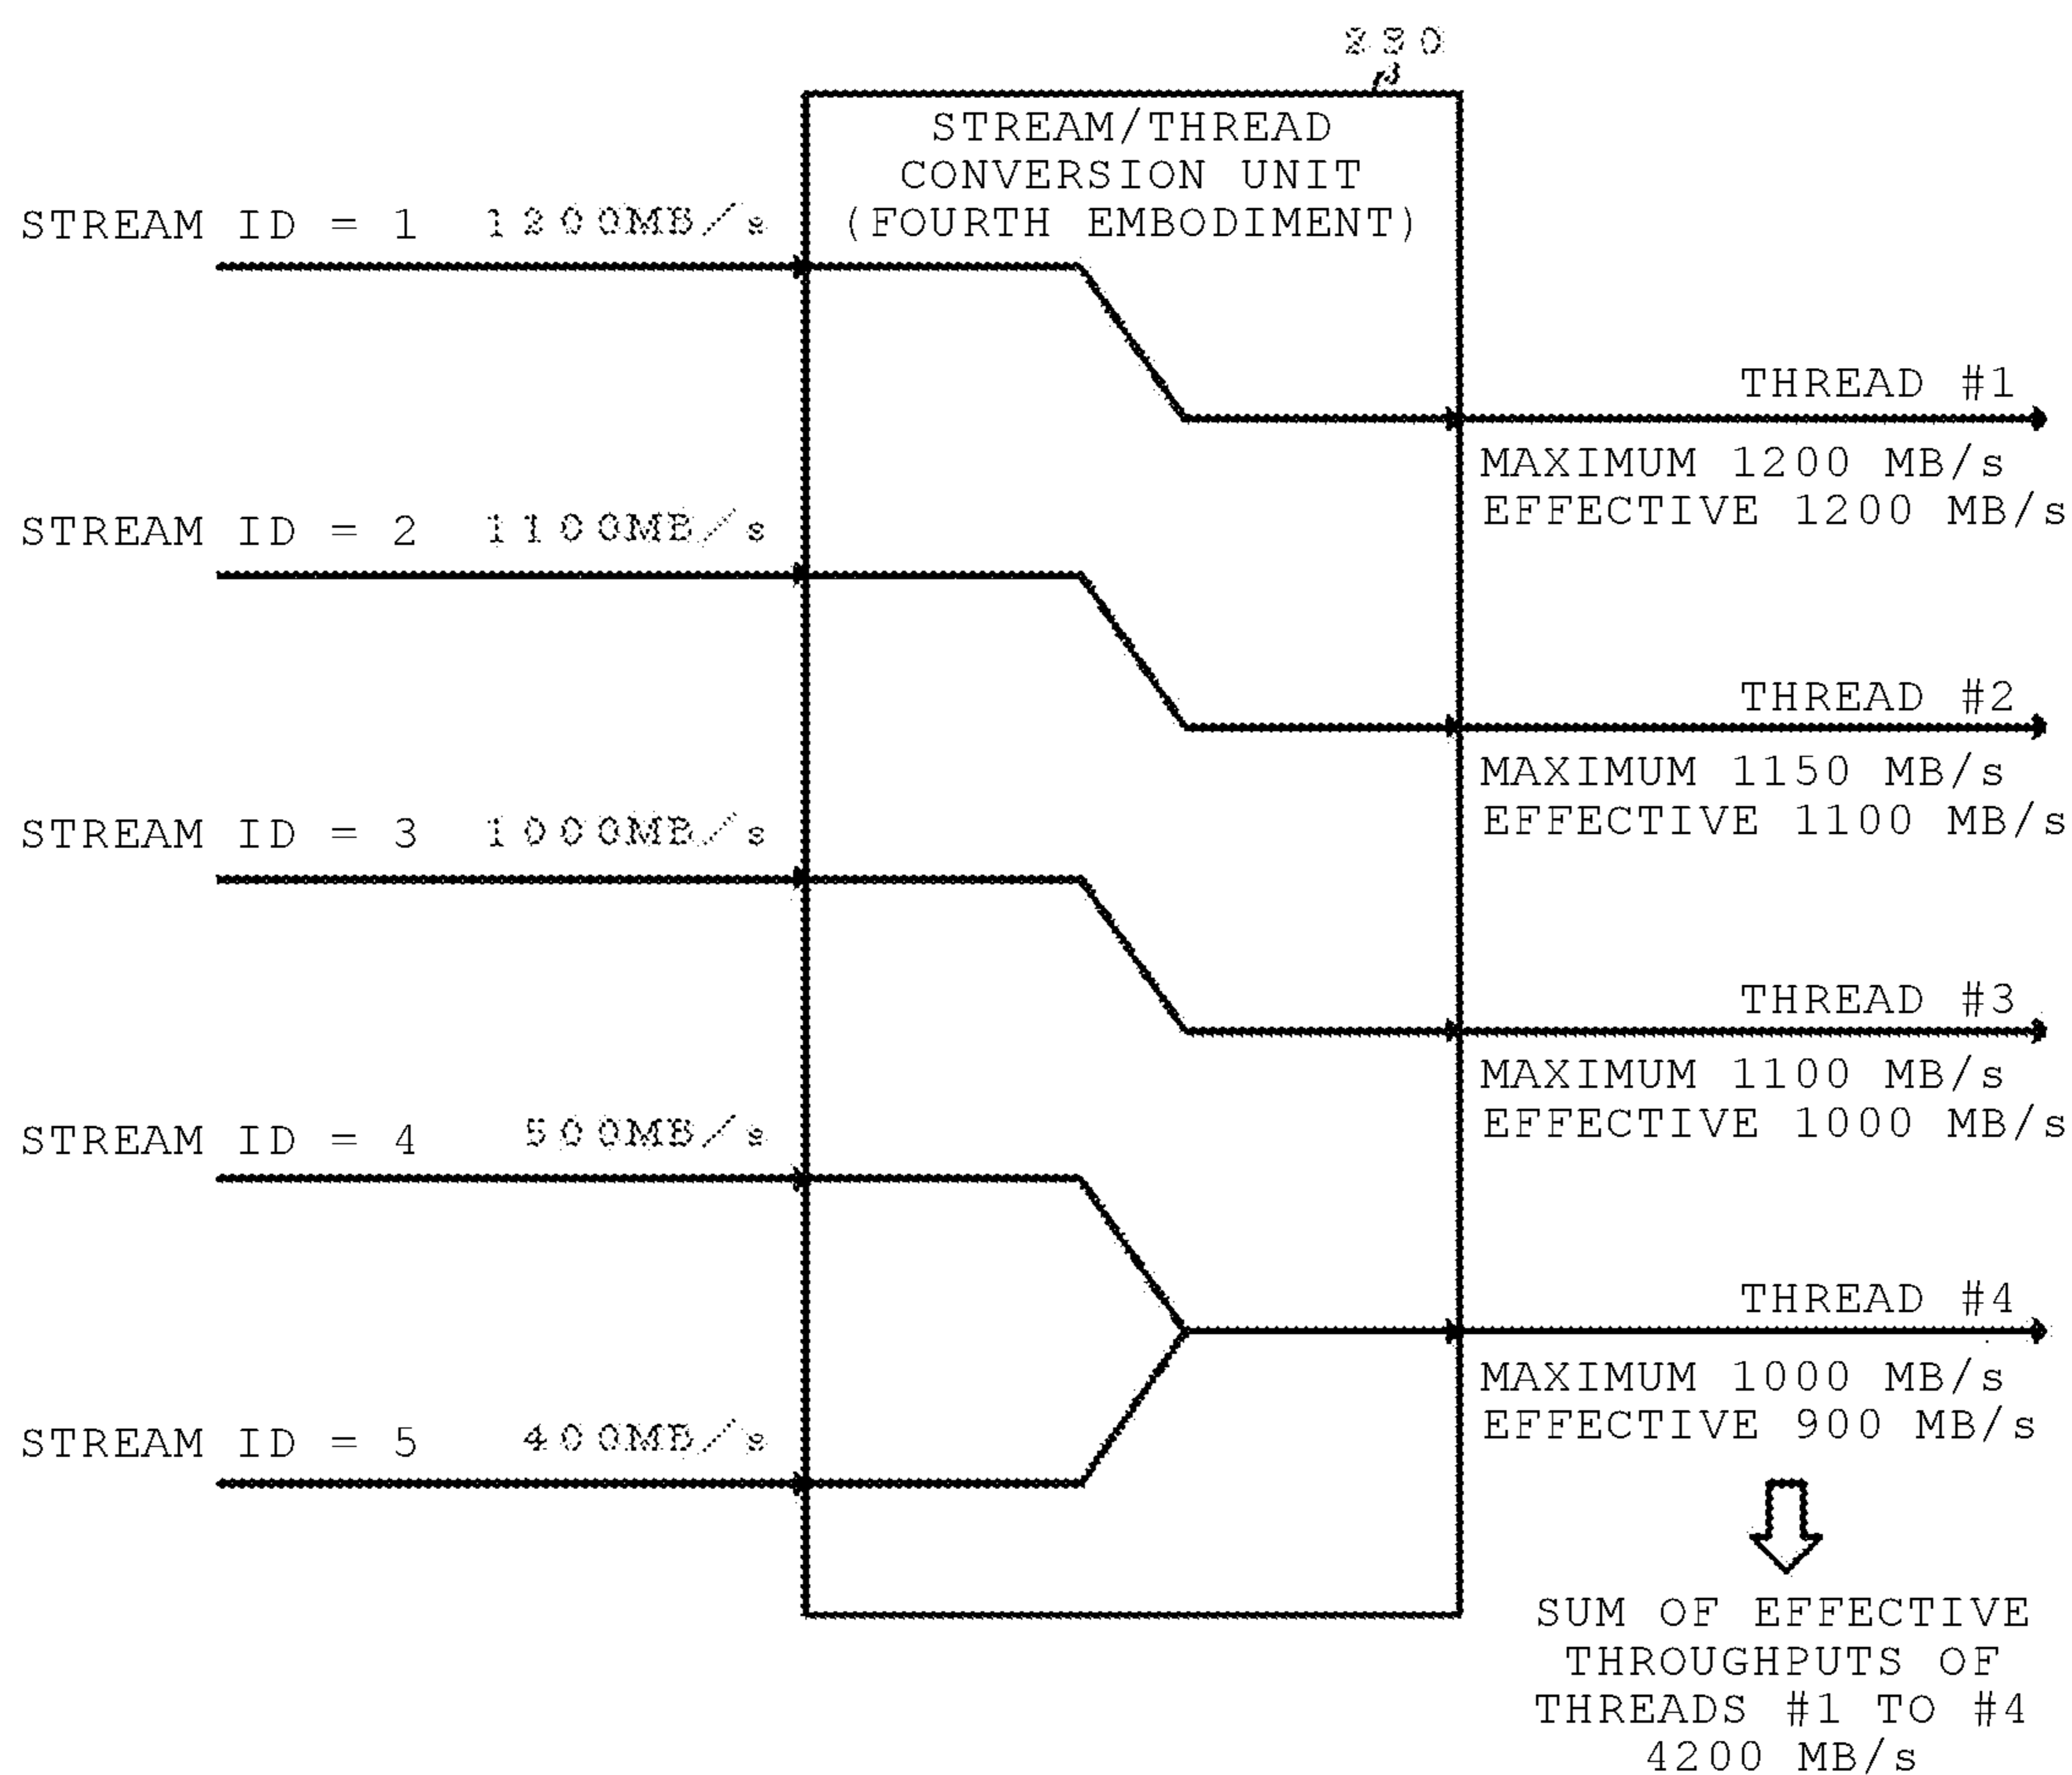 230
STREAM/THREAD
CONVERSION UNIT
(FOURTH EMBODIMENT)
STREAM ID = 1 1200MB/s
THREAD #1
MAXIMUM 1200 MB/s
EFFECTIVE 1200 MB/s
STREAM ID = 2 1100MB/s
THREAD #2
MAXIMUM 1150 MB/s
EFFECTIVE 1100 MB/s
STREAM ID = 3 1000MB/s
THREAD #3
MAXIMUM 1100 MB/s
EFFECTIVE 1000 MB/s
STREAM ID = 4 500MB/s
THREAD #4
MAXIMUM 1000 MB/s
EFFECTIVE 900 MB/s
STREAM ID = 5 400MB/s
SUM OF EFFECTIVE
THROUGHPUTS OF
THREADS #1 TO #4
4200 MB/s